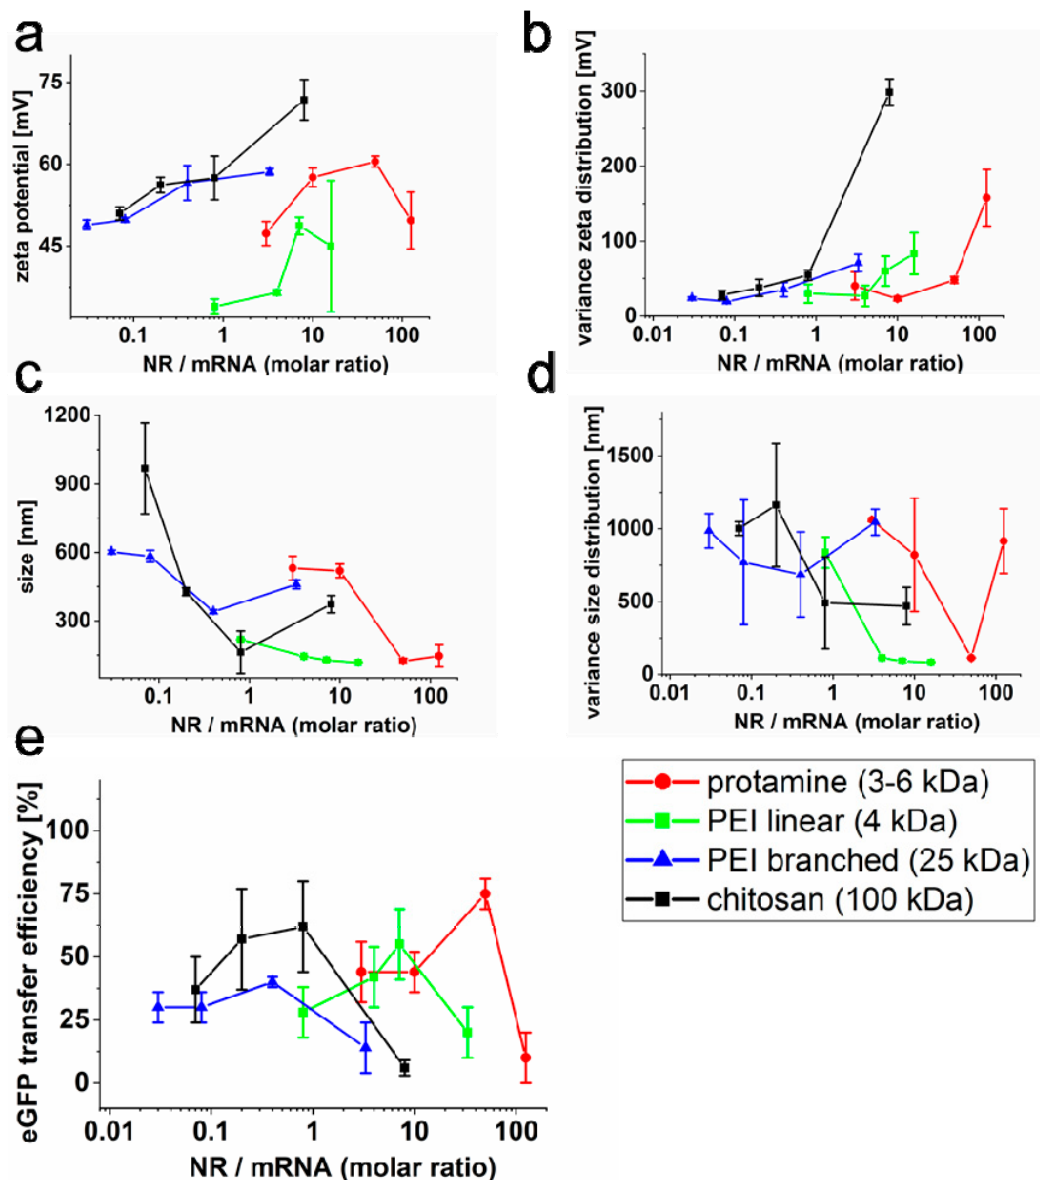 a
zeta potential [mV]
75
60
45
0.1 1 10 100
NR / mRNA (molar ratio)
b
variance zeta distribution [mV]
300
200
100
0
0.01 0.1 1 10 100
NR / mRNA (molar ratio)
c
size [nm]
1200
900
600
300
0.1 1 10 100
NR / mRNA (molar ratio)
d
variance size distribution [nm]
1500
1000
500
0
0.01 0.1 1 10 100
NR / mRNA (molar ratio)
e
eGFP transfer efficiency [%]
100
75
50
25
0
0.01 0.1 1 10 100
NR / mRNA (molar ratio)
protamine (3-6 kDa)
PEI linear (4 kDa)
PEI branched (25 kDa)
chitosan (100 kDa)